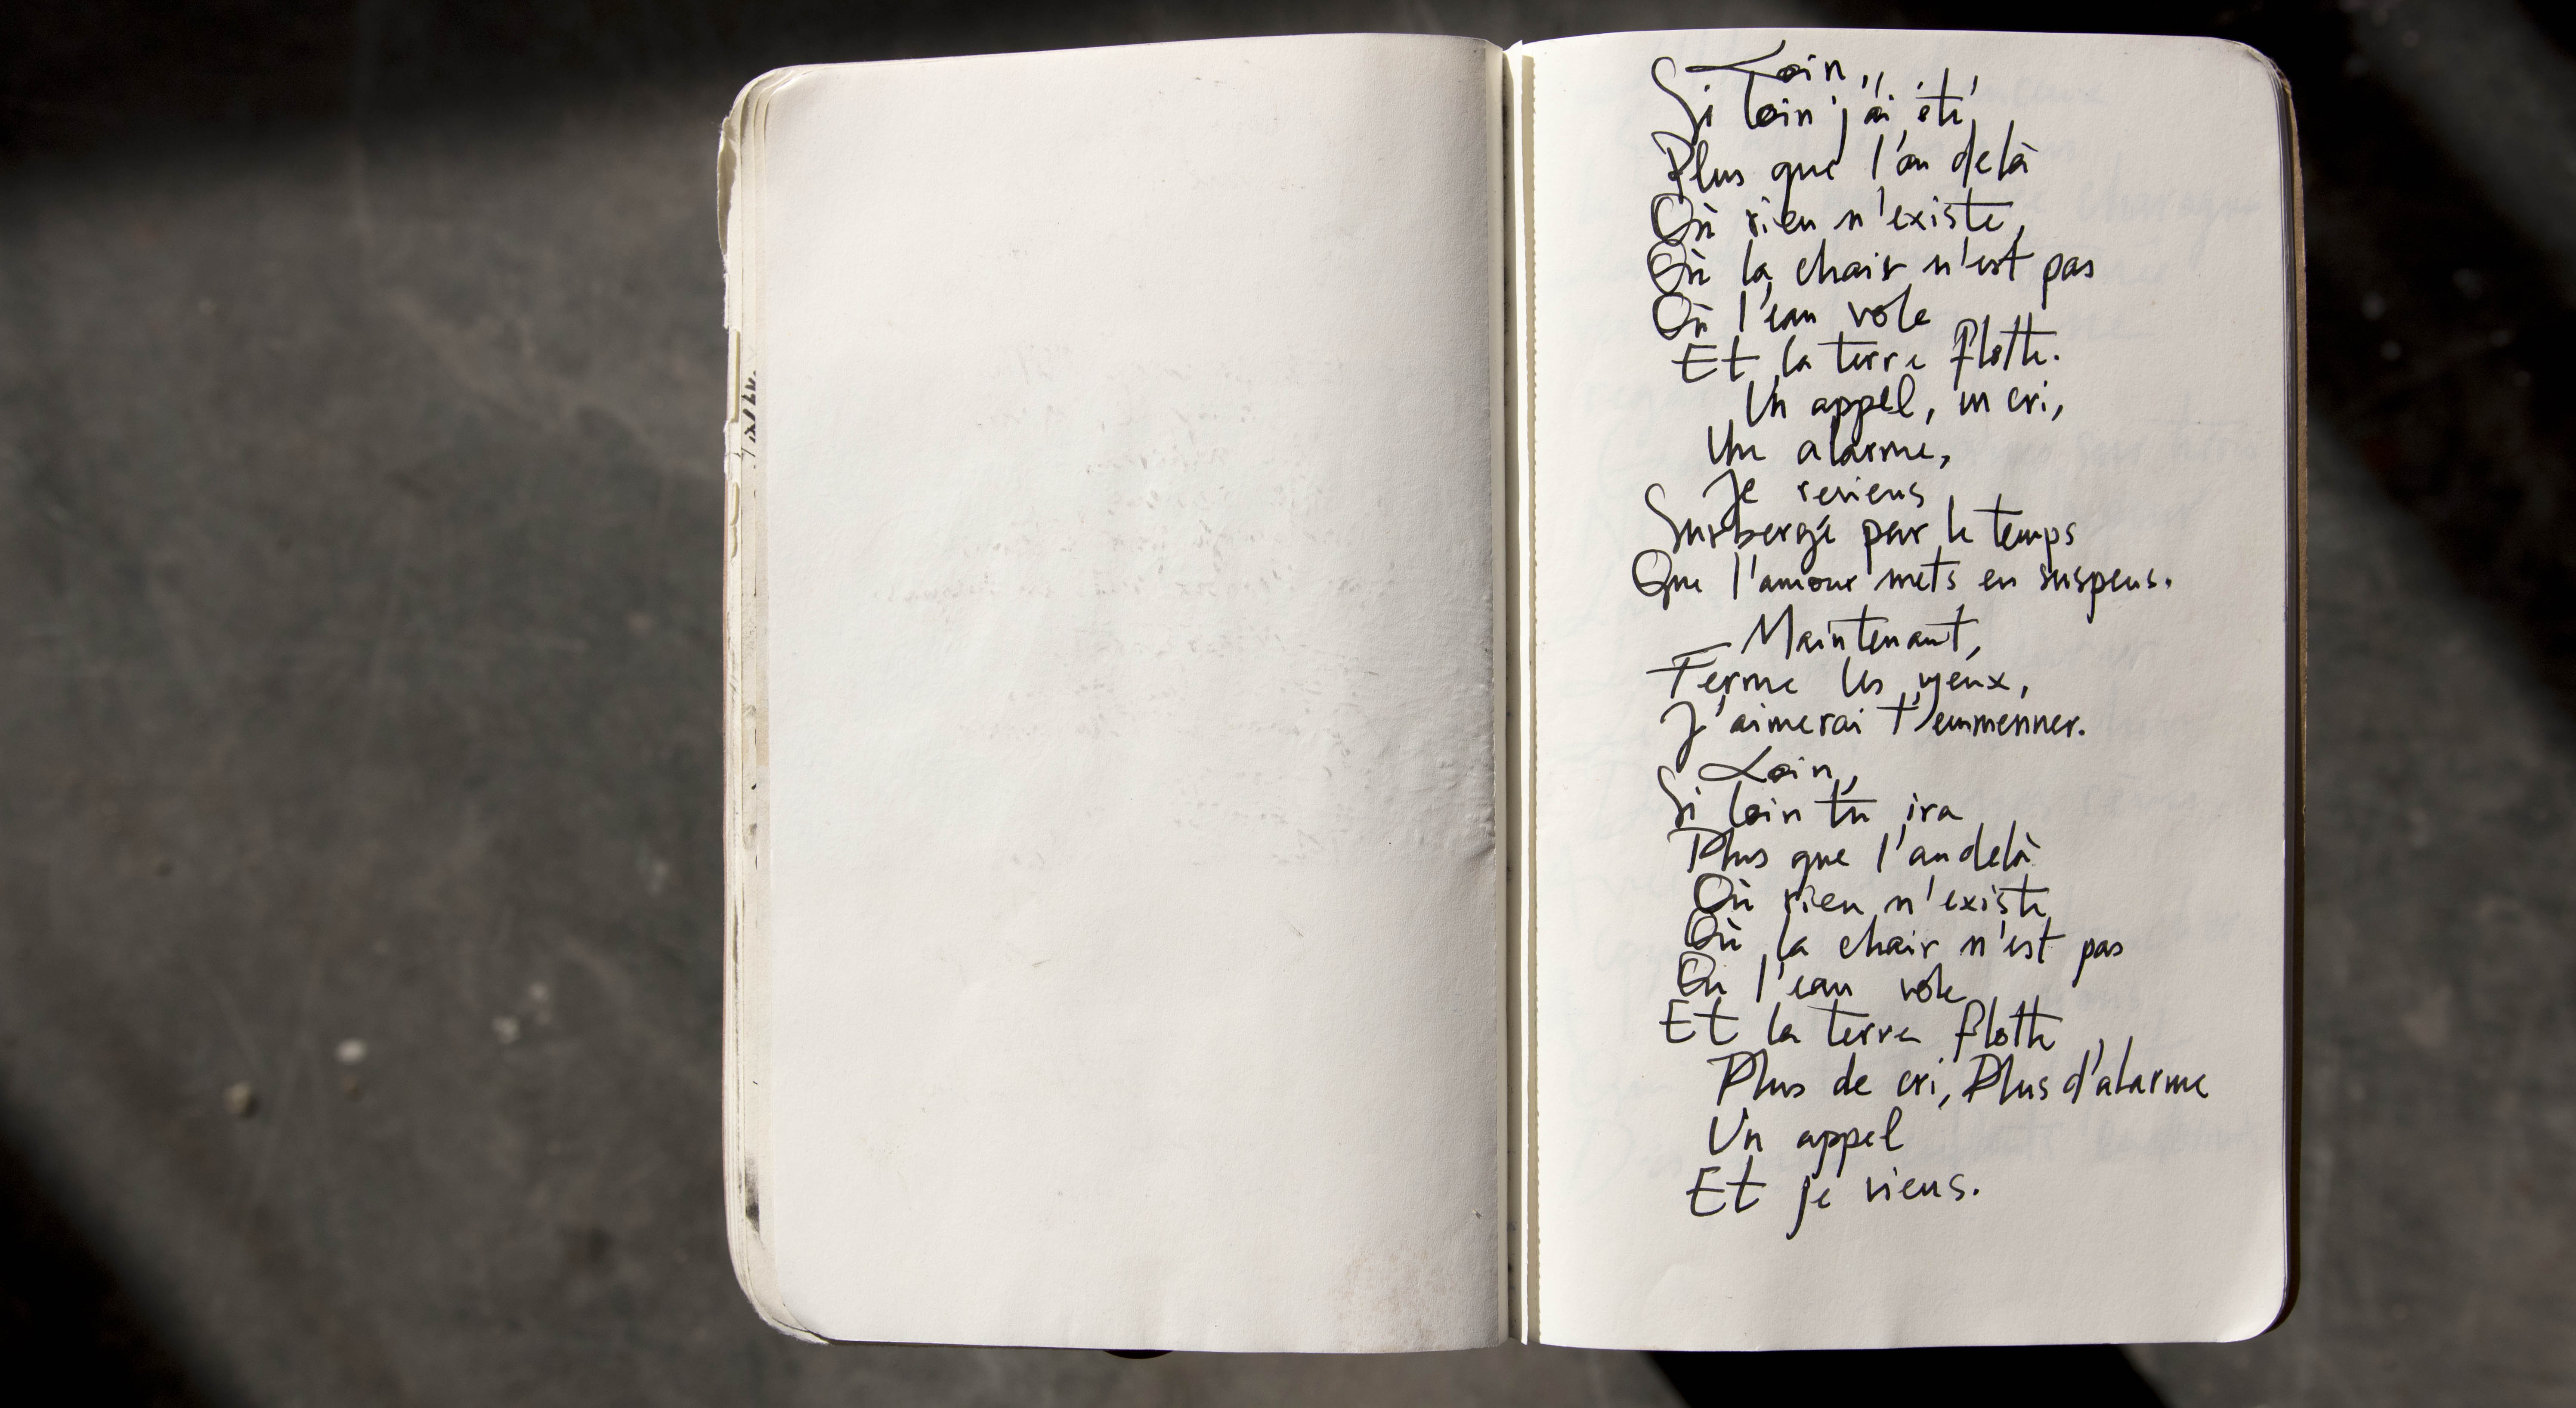 Loin,
Si loin j'ai été,
Plus que l'au delà
Où rien n'existe,
Où la chair n'est pas
Où l'eau vole
Et la terre flotte.
Un appel, un cri,
Une alarme,
Je reviens
Surbergé par le temps
Que l'amour mets en suspens.
Maintenant,
Ferme les yeux,
J'aimerai t'emmenner.
Loin,
Si loin tu ira
Plus que l'au delà
Où rien n'existe
Où la chair n'est pas
Ou l'eau vole
Et la terre flotte
Plus de cri, Plus d'alarme
Un appel
Et je viens.